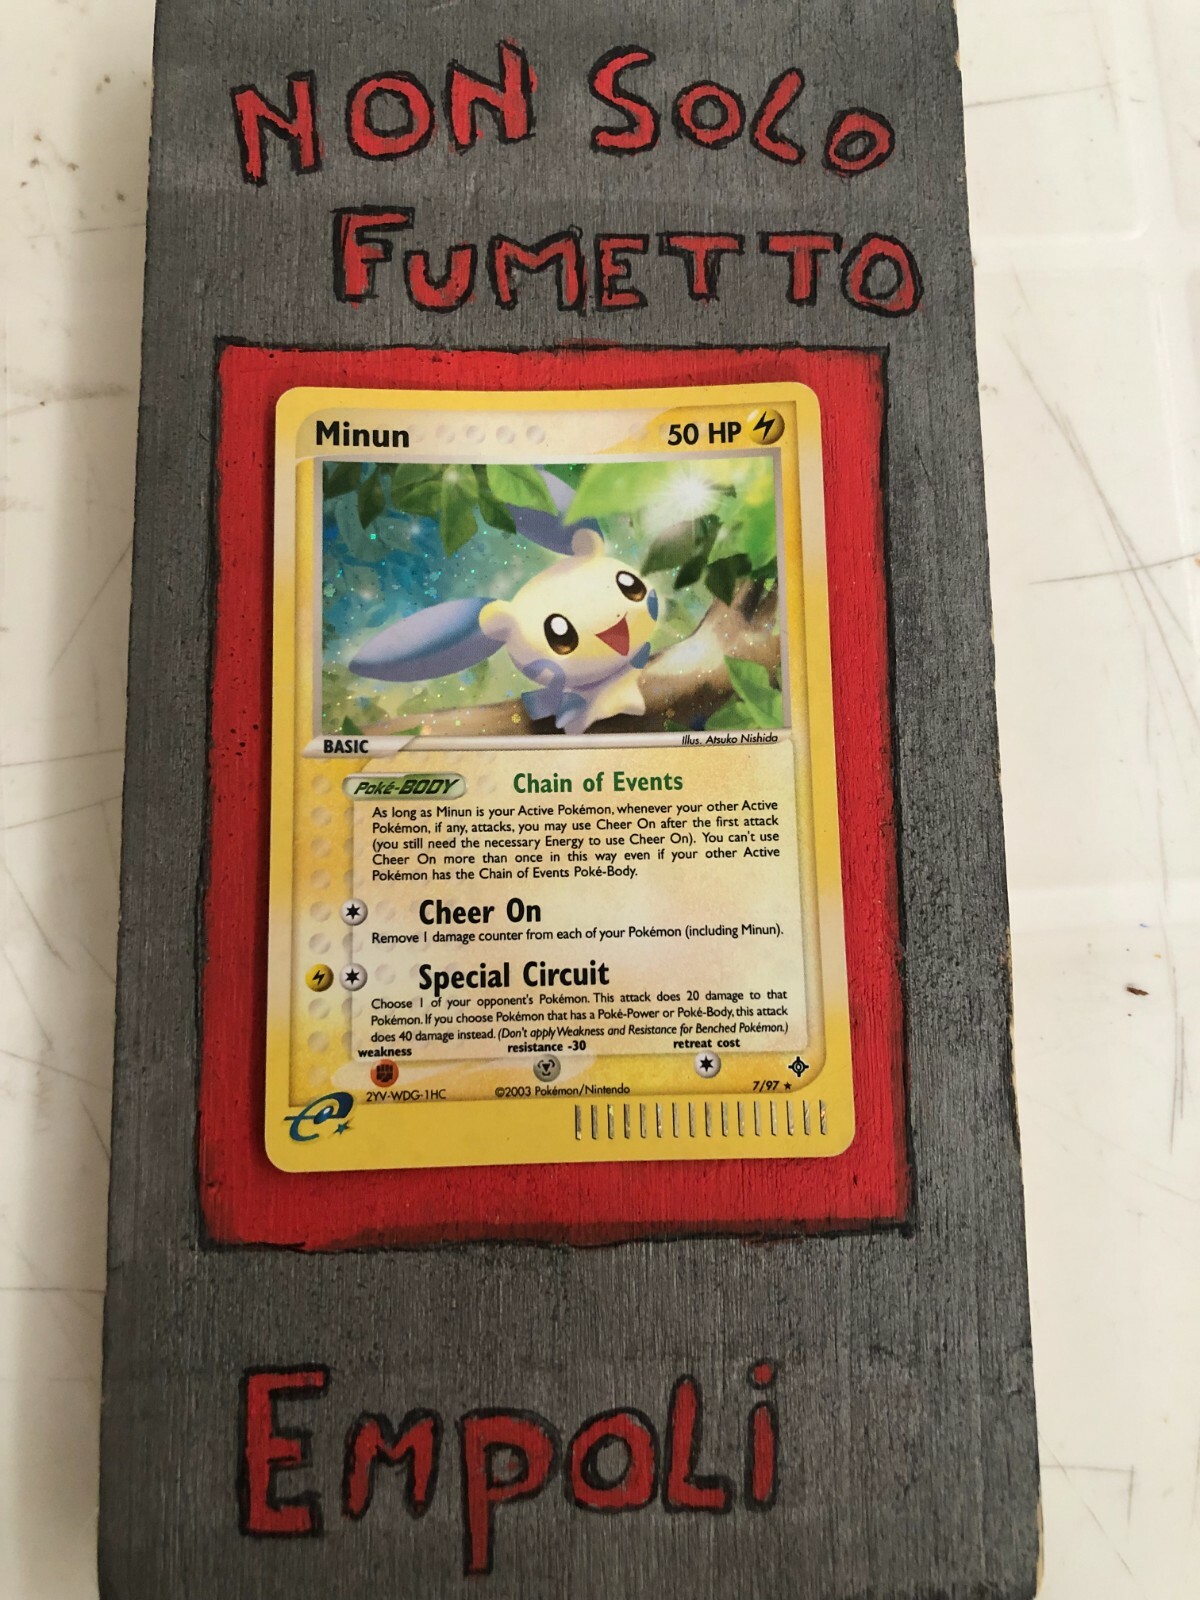 NON SOLO
FUMETTO
Minun
50 HP
BASIC
Illus. Atsuko Nishida
Poké-BODY
Chain of Events
As long as Minun is your Active Pokémon, whenever your other Active
Pokémon, if any, attacks, you may use Cheer On after the first attack
(you still need the necessary Energy to use Cheer On). You can't use
Cheer On more than once in this way even if your other Active
Pokémon has the Chain of Events Poké-Body.
Cheer On
Remove 1 damage counter from each of your Pokémon (including Minun).
Special Circuit
Choose 1 of your opponent's Pokémon. This attack does 20 damage to that
Pokémon. If you choose Pokémon that has a Poké-Power or Poké-Body, this attack
does 40 damage instead. (Don't apply Weakness and Resistance for Benched Pokémon.)
weakness
resistance -30
retreat cost
2YV-WDG-1HC
©2003 Pokémon/Nintendo
7/97 ★
e
EMPOLi